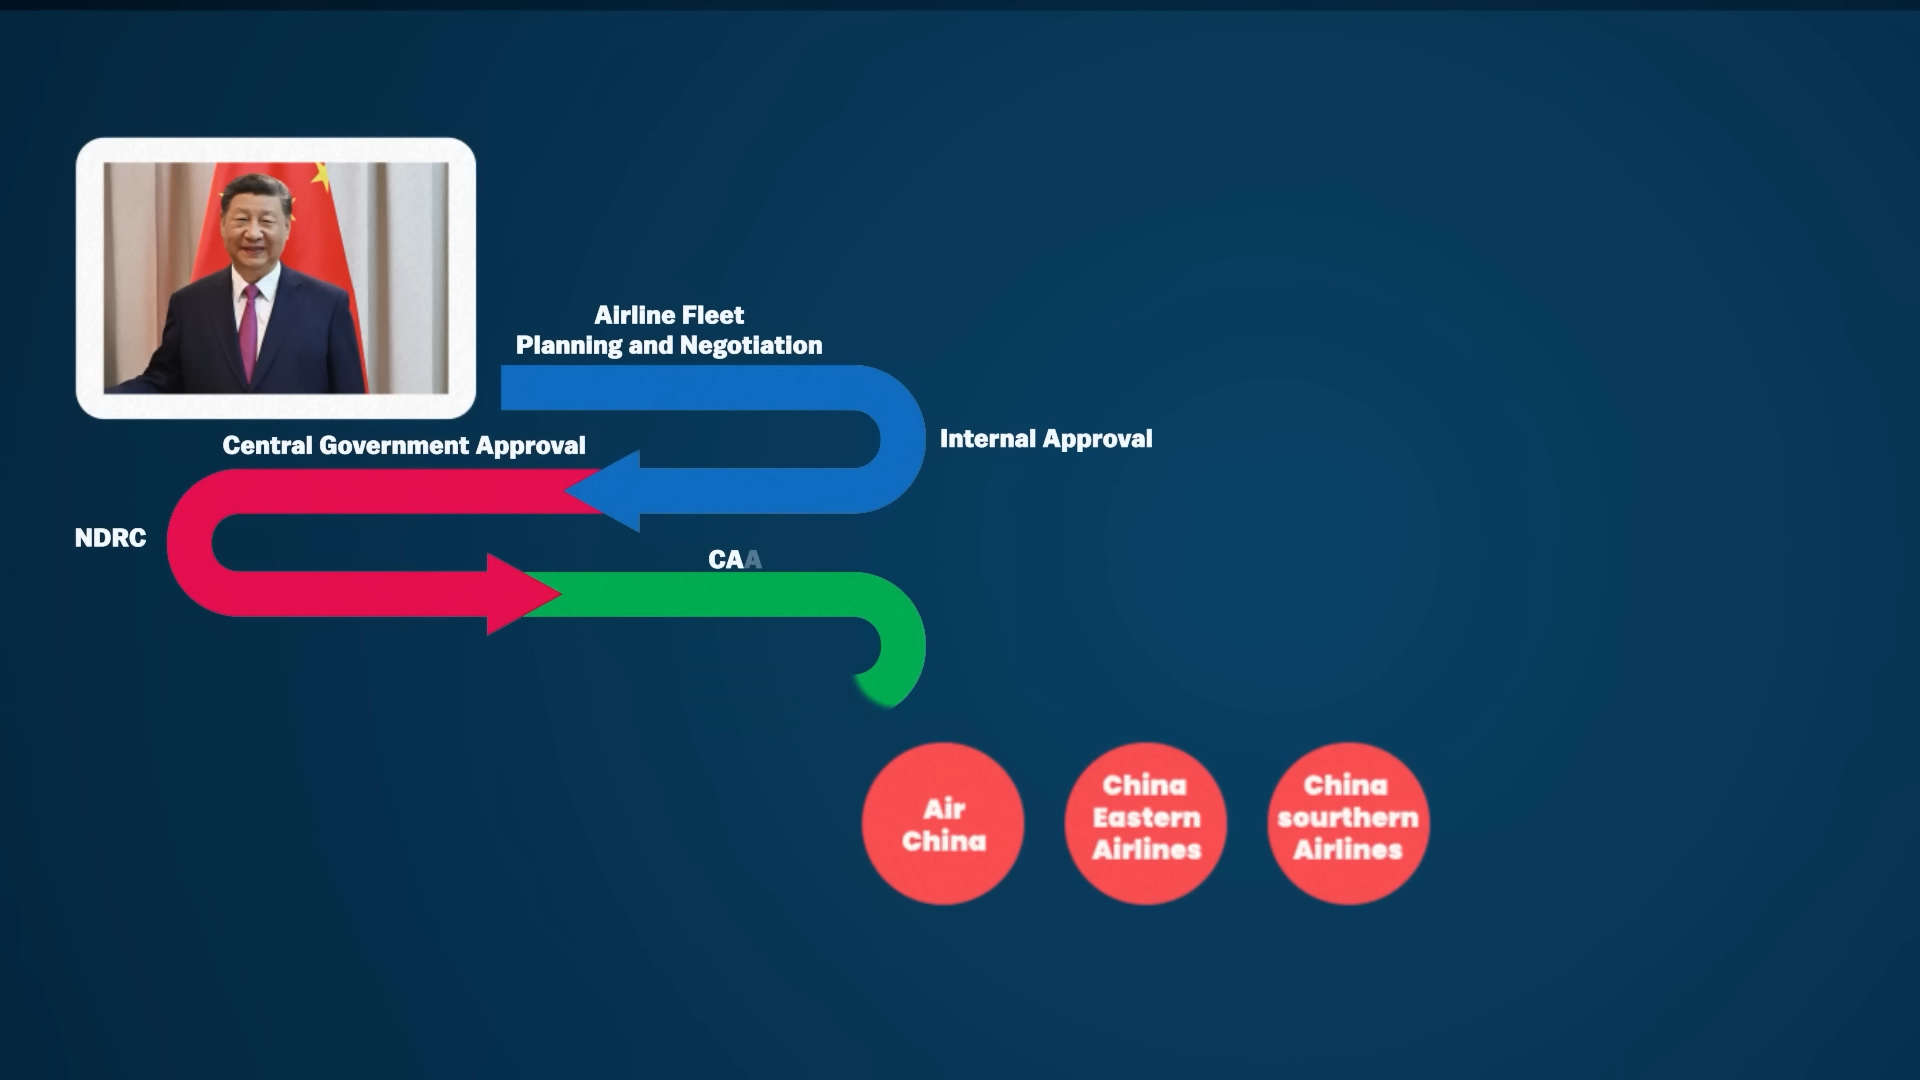 Airline Fleet
Planning and Negotiation
Internal Approval
Central Government Approval
NDRC
CAA
Air
China
China
Eastern
Airlines
China
sourthern
Airlines